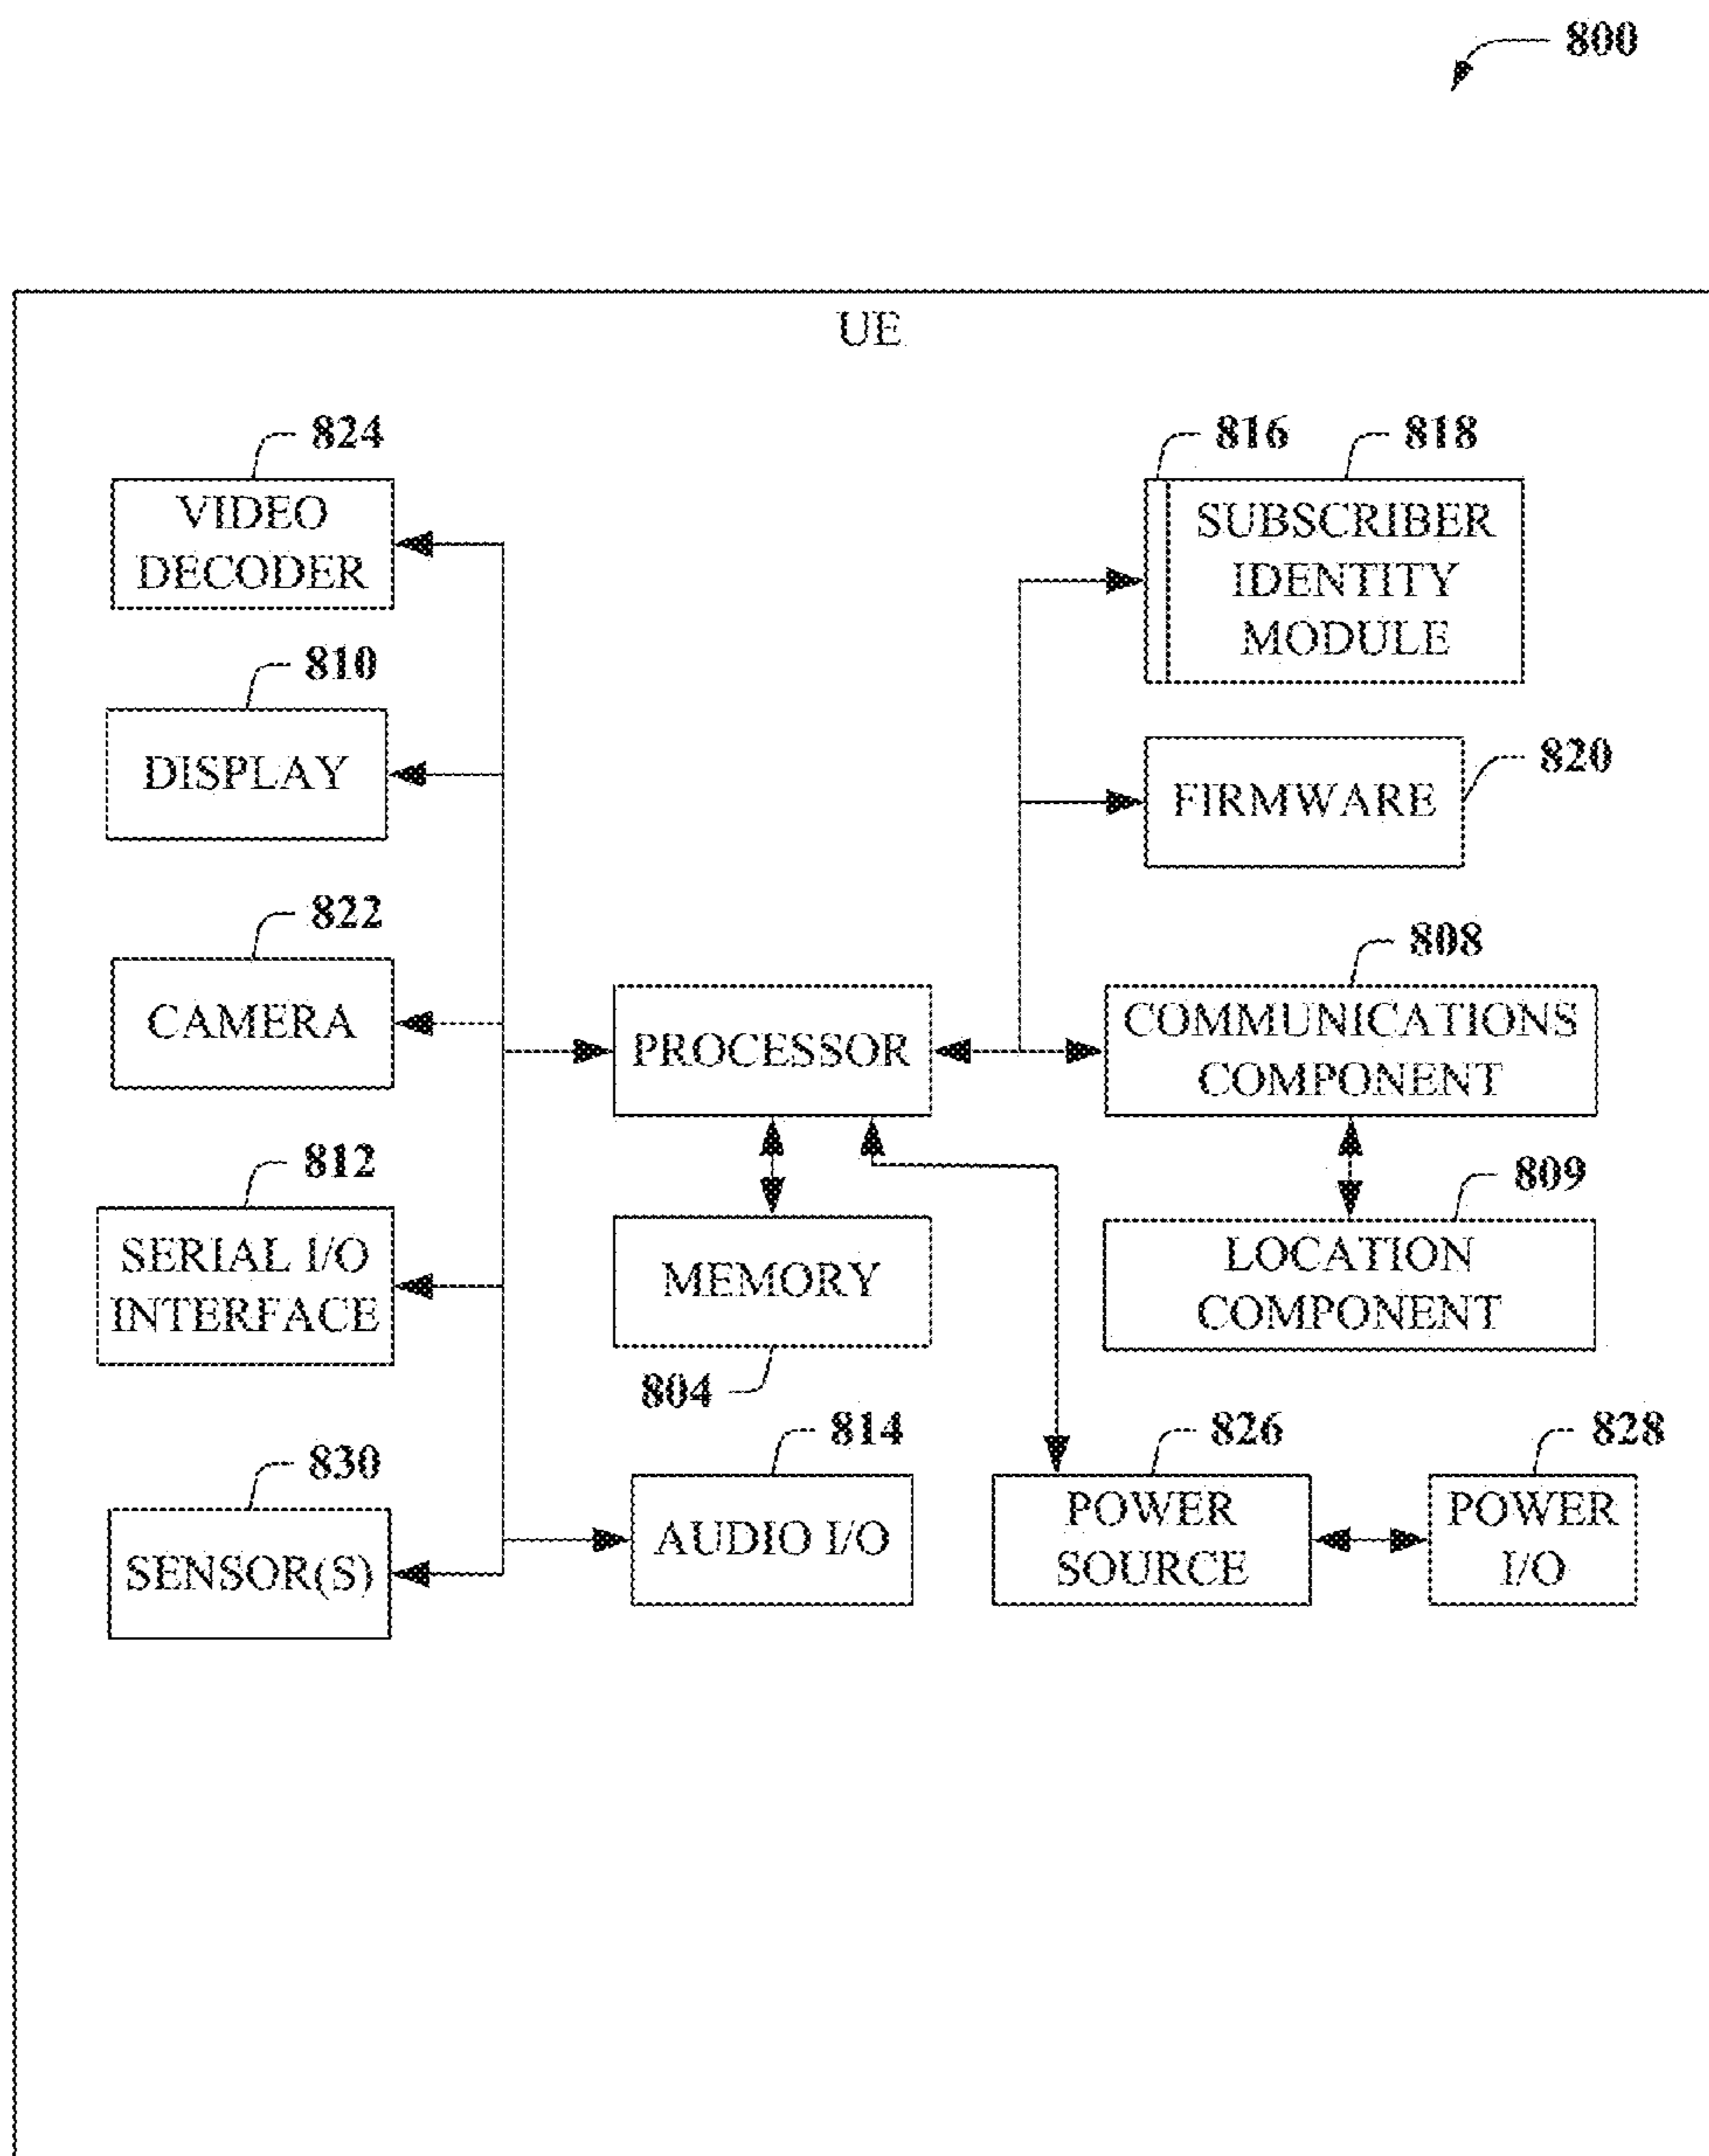 800
UE
824
VIDEO
DECODER
816
818
SUBSCRIBER
IDENTITY
MODULE
810
DISPLAY
820
FIRMWARE
822
CAMERA
PROCESSOR
808
COMMUNICATIONS
COMPONENT
812
SERIAL I/O
INTERFACE
MEMORY
804
809
LOCATION
COMPONENT
830
SENSOR(S)
814
AUDIO I/O
826
POWER
SOURCE
828
POWER
I/O